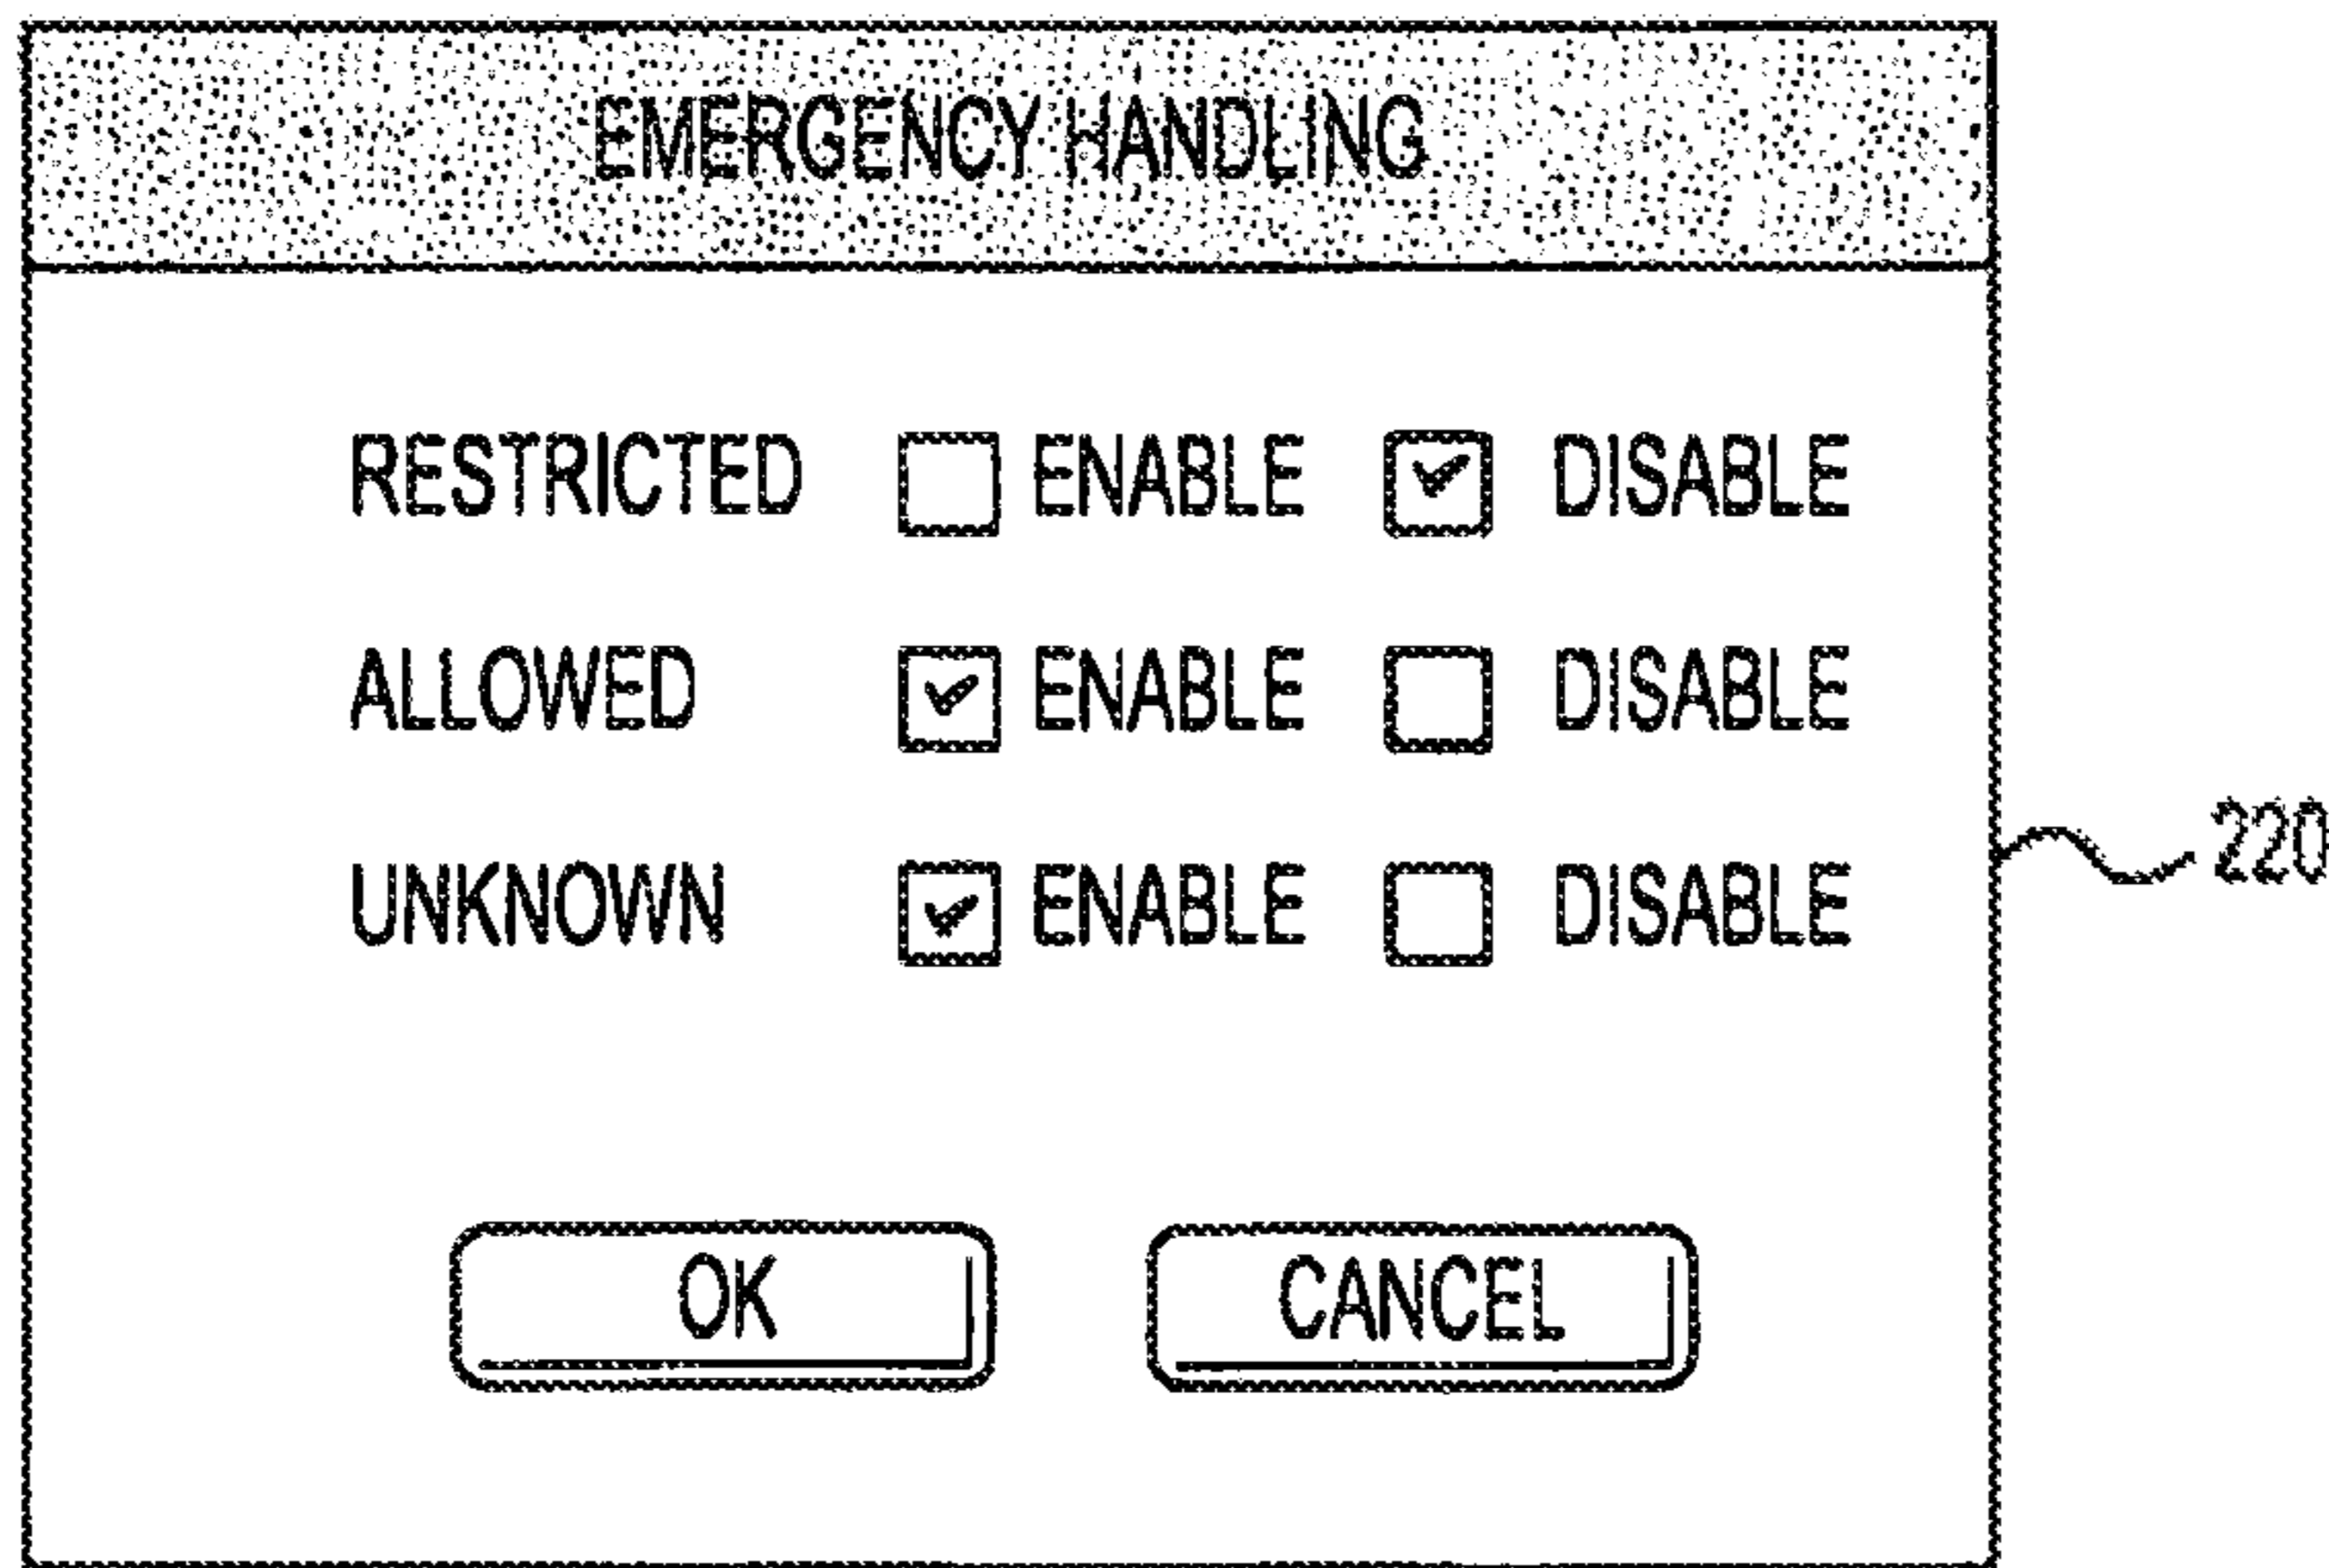 EMERGENCY HANDLING
RESTRICTED ENABLE DISABLE
ALLOWED ENABLE DISABLE
UNKNOWN ENABLE DISABLE
220
OK CANCEL